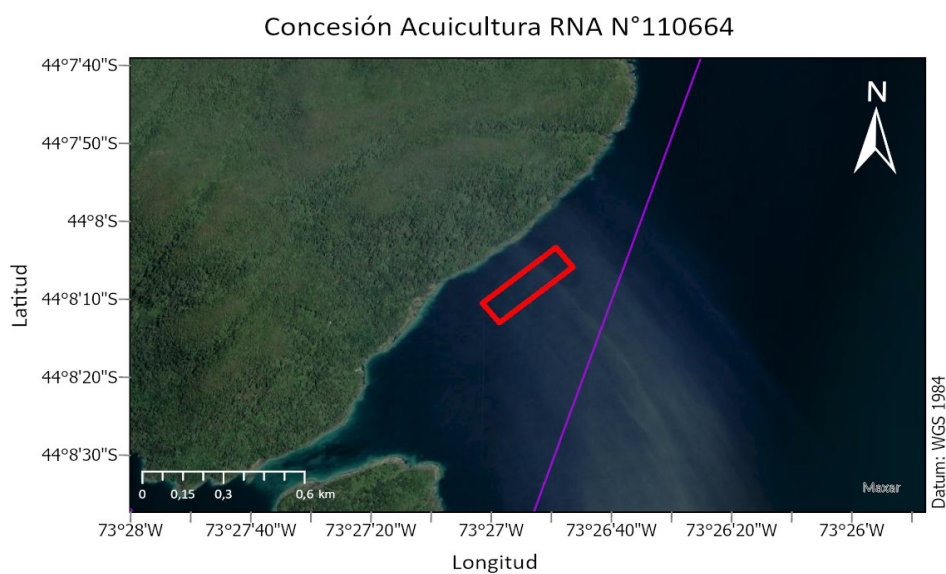 Concesión Acuicultura RNA N°110664
44°7'40"S
44°7'50"S
44°8'S
44°8'10"S
44°8'20"S
44°8'30"S
Latitud
N
0 0,15 0,3 0,6 km
Maxar
Datum: WGS 1984
73°28'W 73°27'40"W 73°27'20"W 73°27'W 73°26'40"W 73°26'20"W 73°26'W
Longitud